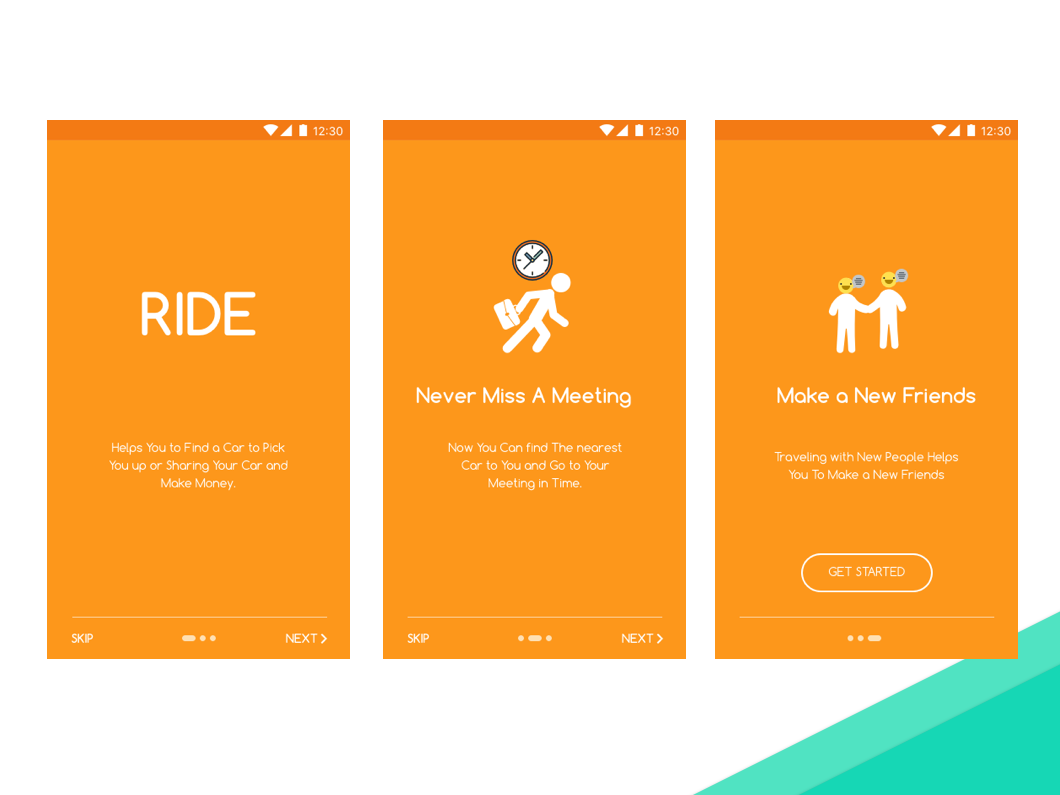 12:30
RIDE
Helps You to Find a Car to Pick
You up or Sharing Your Car and
Make Money.
SKIP
NEXT
12:30
Never Miss A Meeting
Now You Can find The nearest
Car to You and Go to Your
Meeting in Time.
SKIP
NEXT
12:30
Make a New Friends
Traveling with New People Helps
You To Make a New Friends
GET STARTED